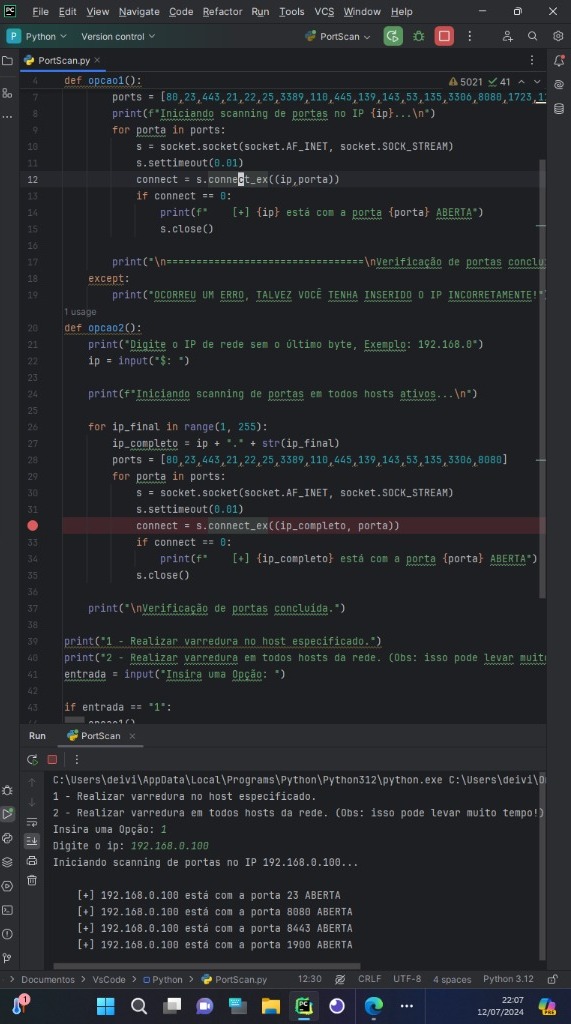 PC File Edit View Navigate Code Refactor Run Tools VCS Window Help
P Python Version control PortScan
PortScan.py
4 def opcao1(): 5021 41
7 ports = [80,23,443,21,22,25,3389,110,445,139,143,53,135,3306,8080,1723,11
8 print(f"Iniciando scanning de portas no IP {ip}...\n")
9 for porta in ports:
10 s = socket.socket(socket.AF_INET, socket.SOCK_STREAM)
11 s.settimeout(0.01)
12 connect = s.connect_ex((ip,porta))
13 if connect == 0:
14 print(f" [+] {ip} está com a porta {porta} ABERTA")
15 s.close()
16
17 print("\n=================================\nVerificação de portas conclu
18 except:
19 print("OCORREU UM ERRO, TALVEZ VOCÊ TENHA INSERIDO O IP INCORRETAMENTE!"
1 usage
20 def opcao2():
21 print("Digite o IP de rede sem o último byte, Exemplo: 192.168.0")
22 ip = input("$: ")
23
24 print(f"Iniciando scanning de portas em todos hosts ativos...\n")
25
26 for ip_final in range(1, 255):
27 ip_completo = ip + "." + str(ip_final)
28 ports = [80,23,443,21,22,25,3389,110,445,139,143,53,135,3306,8080]
29 for porta in ports:
30 s = socket.socket(socket.AF_INET, socket.SOCK_STREAM)
31 s.settimeout(0.01)
connect = s.connect_ex((ip_completo, porta))
33 if connect == 0:
34 print(f" [+] {ip_completo} está com a porta {porta} ABERTA")
35 s.close()
36
37 print("\nVerificação de portas concluída.")
38
39 print("1 - Realizar varredura no host especificado.")
40 print("2 - Realizar varredura em todos hosts da rede. (Obs: isso pode levar muit
41 entrada = input("Insira uma Opção: ")
42
43 if entrada == "1":
44 opcao1()
Run PortScan
C:\Users\deivi\AppData\Local\Programs\Python\Python312\python.exe C:\Users\deivi\O
1 - Realizar varredura no host especificado.
2 - Realizar varredura em todos hosts da rede. (Obs: isso pode levar muito tempo!)
Insira uma Opção: 1
Digite o ip: 192.168.0.100
Iniciando scanning de portas no IP 192.168.0.100...
[+] 192.168.0.100 está com a porta 23 ABERTA
[+] 192.168.0.100 está com a porta 8080 ABERTA
[+] 192.168.0.100 está com a porta 8443 ABERTA
[+] 192.168.0.100 está com a porta 1900 ABERTA
Documentos > VsCode > Python > PortScan.py 12:30 CRLF UTF-8 4 spaces Python 3.12
1
22:07
12/07/2024
PRE